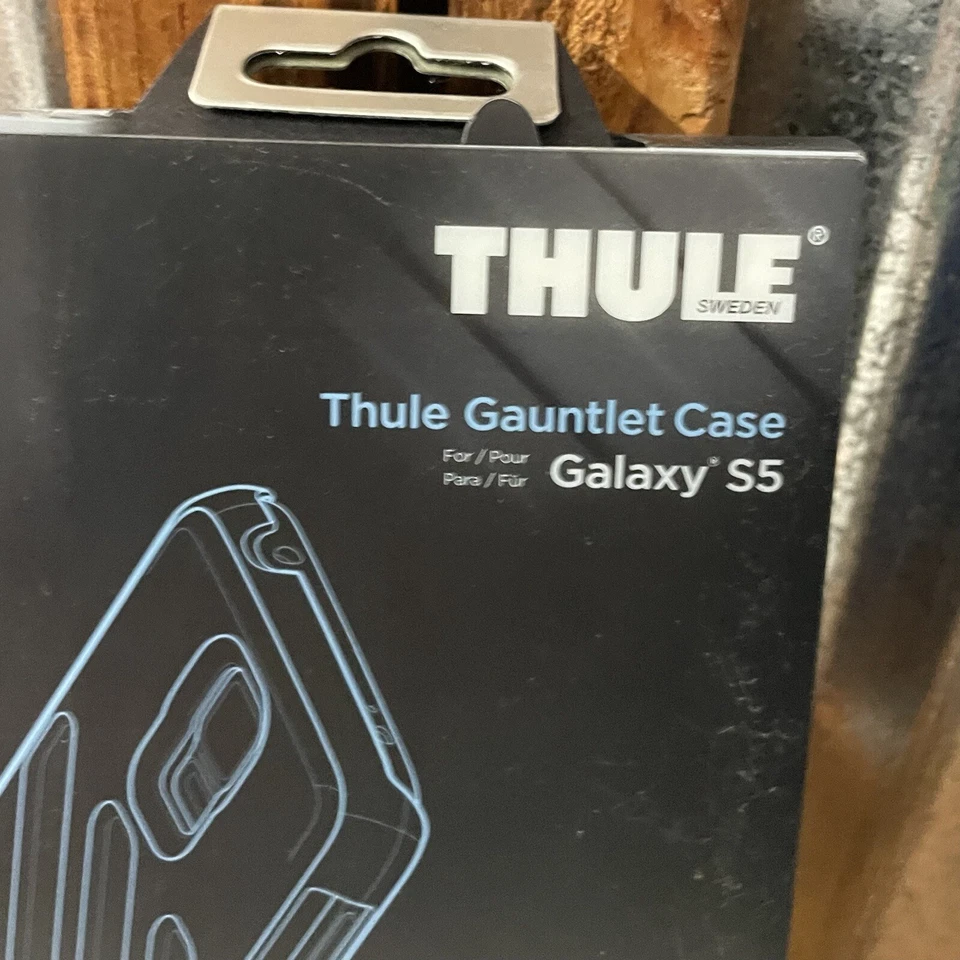 THULE®
SWEDEN
Thule Gauntlet Case
For / Pour
Para / Für
Galaxy® S5